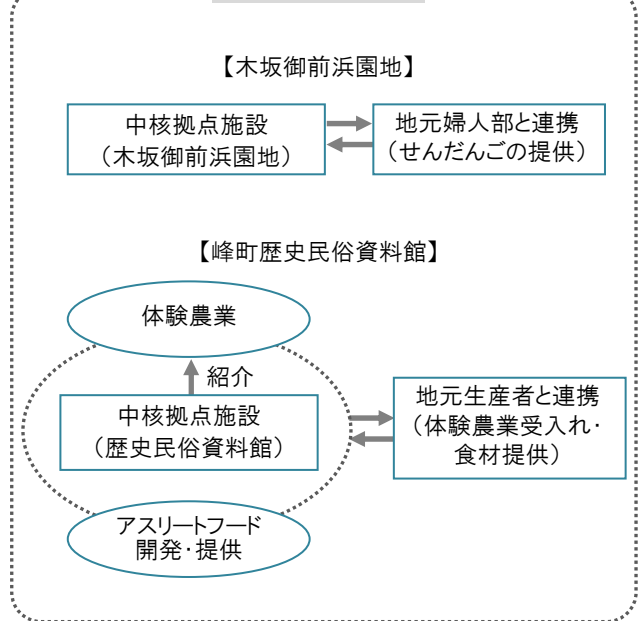 【木坂御前浜園地】
中核拠点施設
（木坂御前浜園地）
地元婦人部と連携
（せんだんごの提供）
【峰町歴史民俗資料館】
体験農業
紹介
中核拠点施設
（歴史民俗資料館）
地元生産者と連携
（体験農業受入れ・
食材提供）
アスリートフード
開発・提供